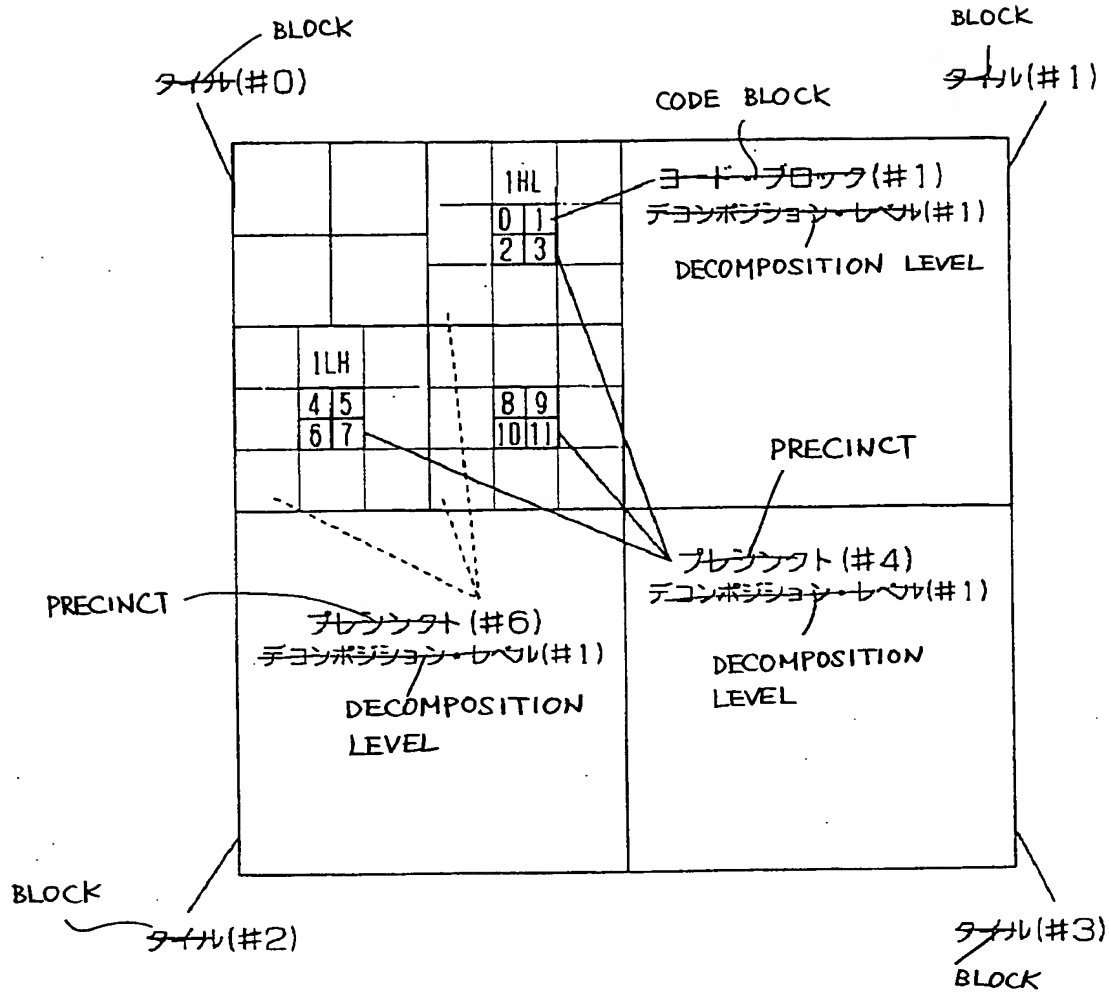 BLOCK
タイル(#0)
BLOCK
タイル(#1)
CODE BLOCK
コード・ブロック(#1)
デコンポジション・レベル(#1)
DECOMPOSITION LEVEL
1HL
0 1
2 3
1LH
4 5
6 7
8 9
10 11
PRECINCT
プレシンクト(#4)
デコンポジション・レベル(#1)
DECOMPOSITION
LEVEL
PRECINCT
プレシンクト(#6)
デコンポジション・レベル(#1)
DECOMPOSITION
LEVEL
BLOCK
タイル(#2)
タイル(#3)
BLOCK